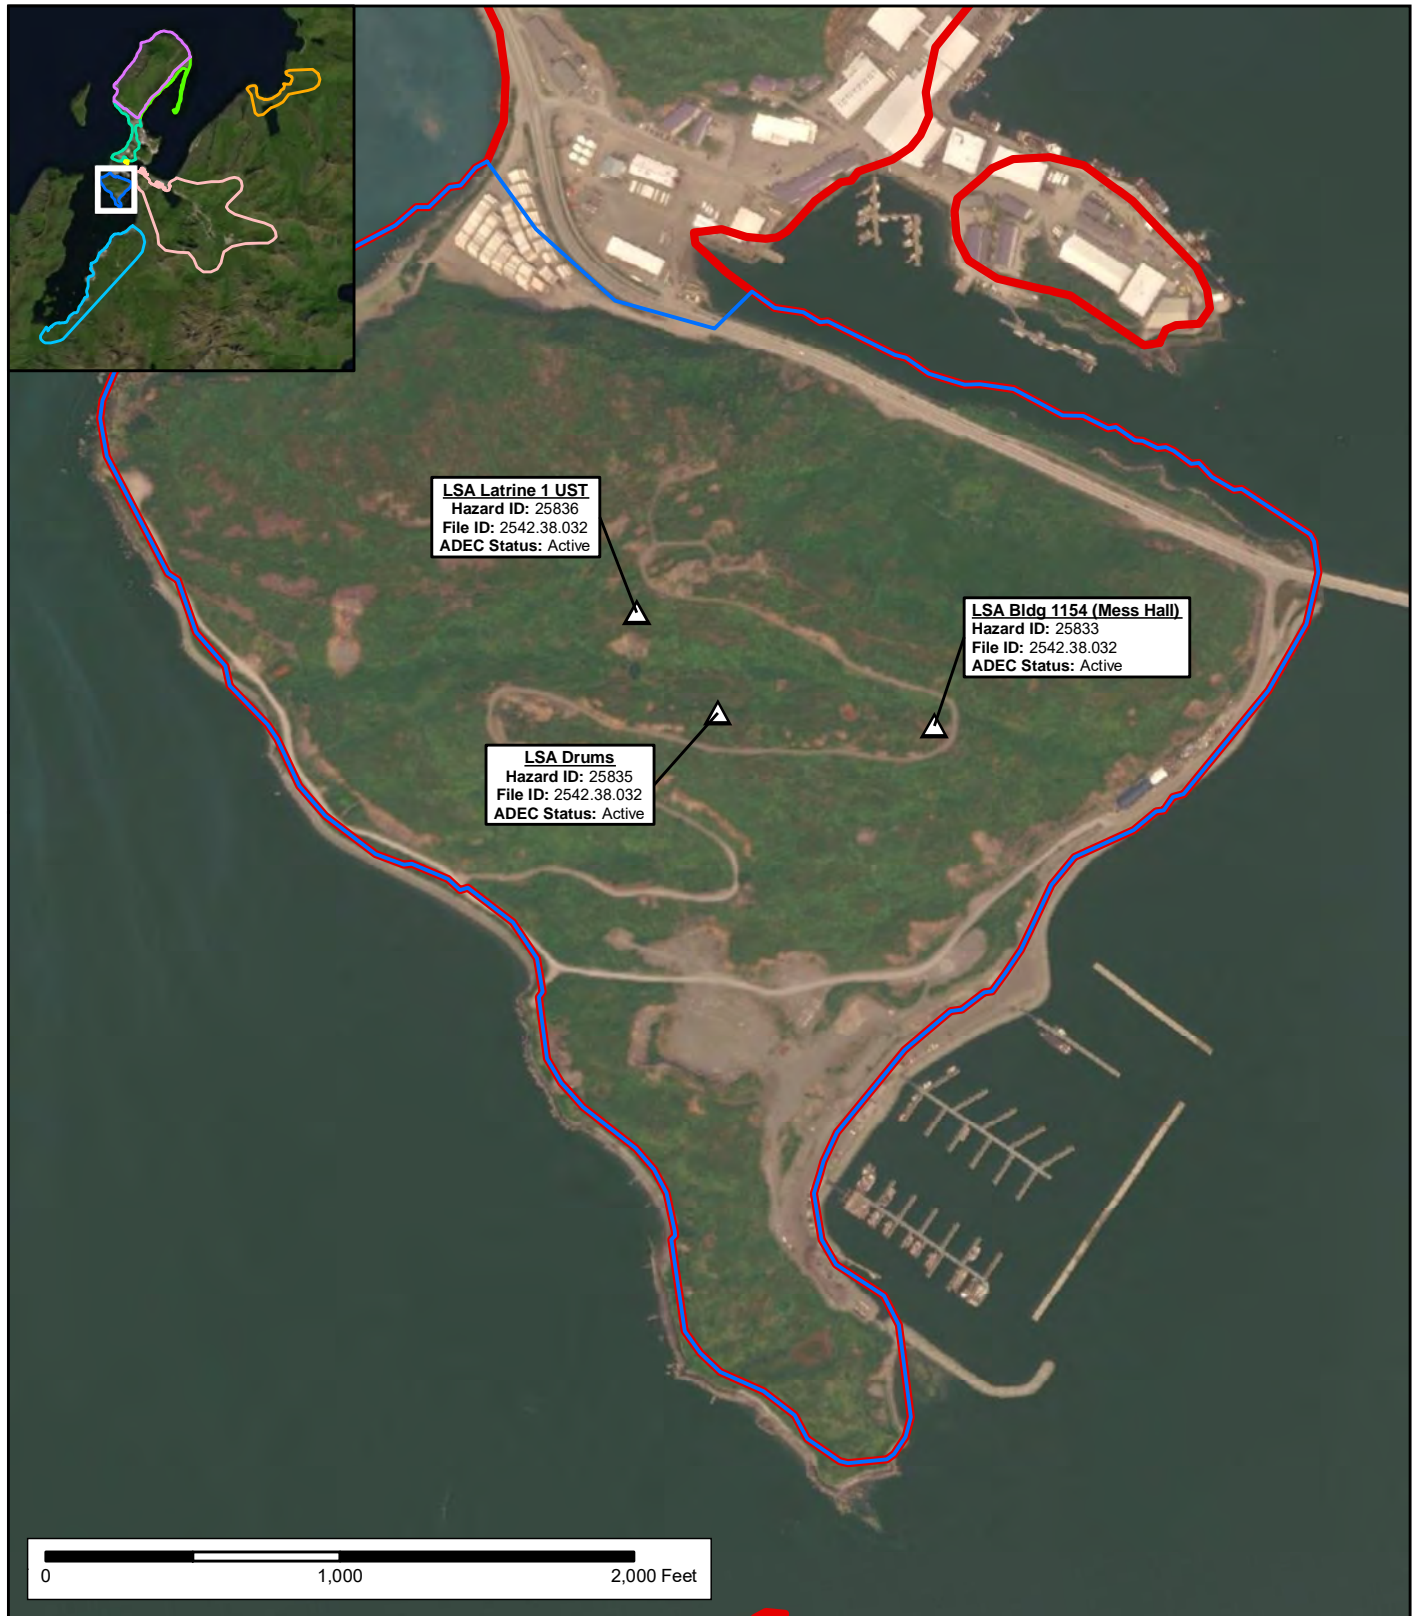 LSA Latrine 1 UST
Hazard ID: 25836
File ID: 2542.38.032
ADEC Status: Active
LSA Bldg 1154 (Mess Hall)
Hazard ID: 25833
File ID: 2542.38.032
ADEC Status: Active
LSA Drums
Hazard ID: 25835
File ID: 2542.38.032
ADEC Status: Active
0 1,000 2,000 Feet